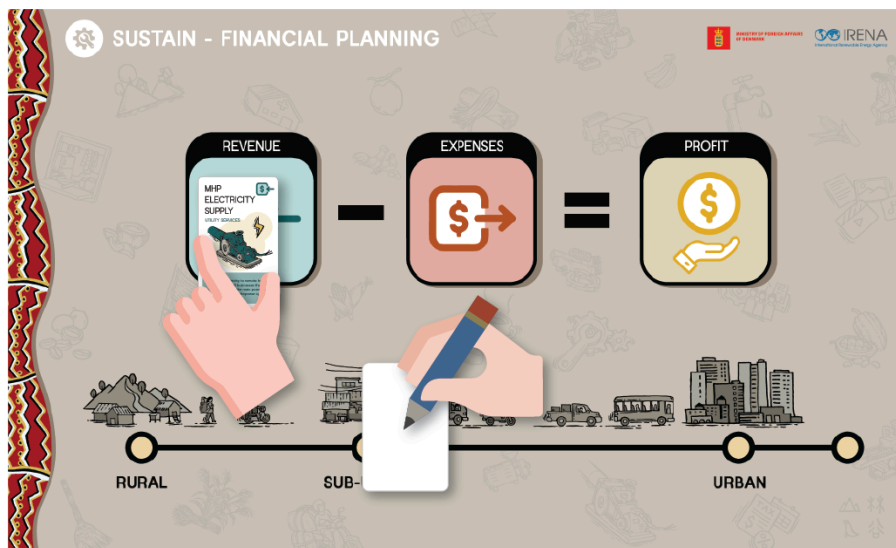 SUSTAIN - FINANCIAL PLANNING
MINISTRY OF FOREIGN AFFAIRS
OF DENMARK
IRENA
International Renewable Energy Agency
REVENUE
EXPENSES
PROFIT
MHP
ELECTRICITY
SUPPLY
UTILITY SERVICES
$
$
$
RURAL
SUB-
URBAN